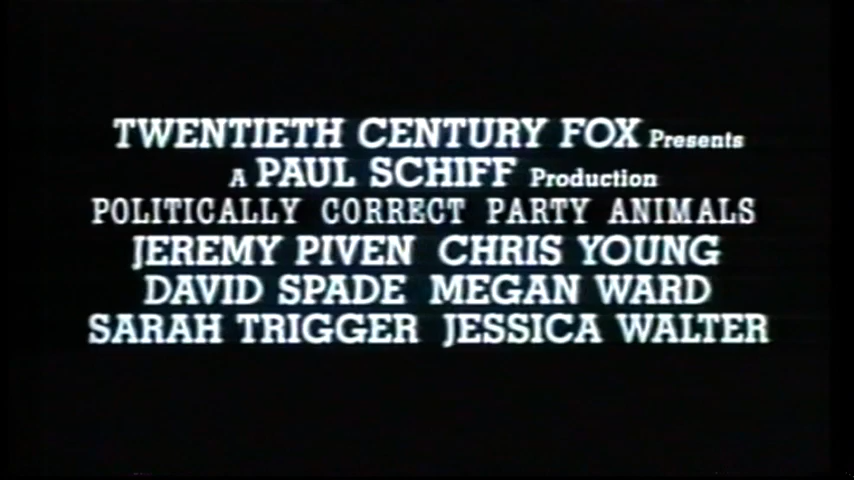 TWENTIETH CENTURY FOX Presents
A PAUL SCHIFF Production
POLITICALLY CORRECT PARTY ANIMALS
JEREMY PIVEN CHRIS YOUNG
DAVID SPADE MEGAN WARD
SARAH TRIGGER JESSICA WALTER